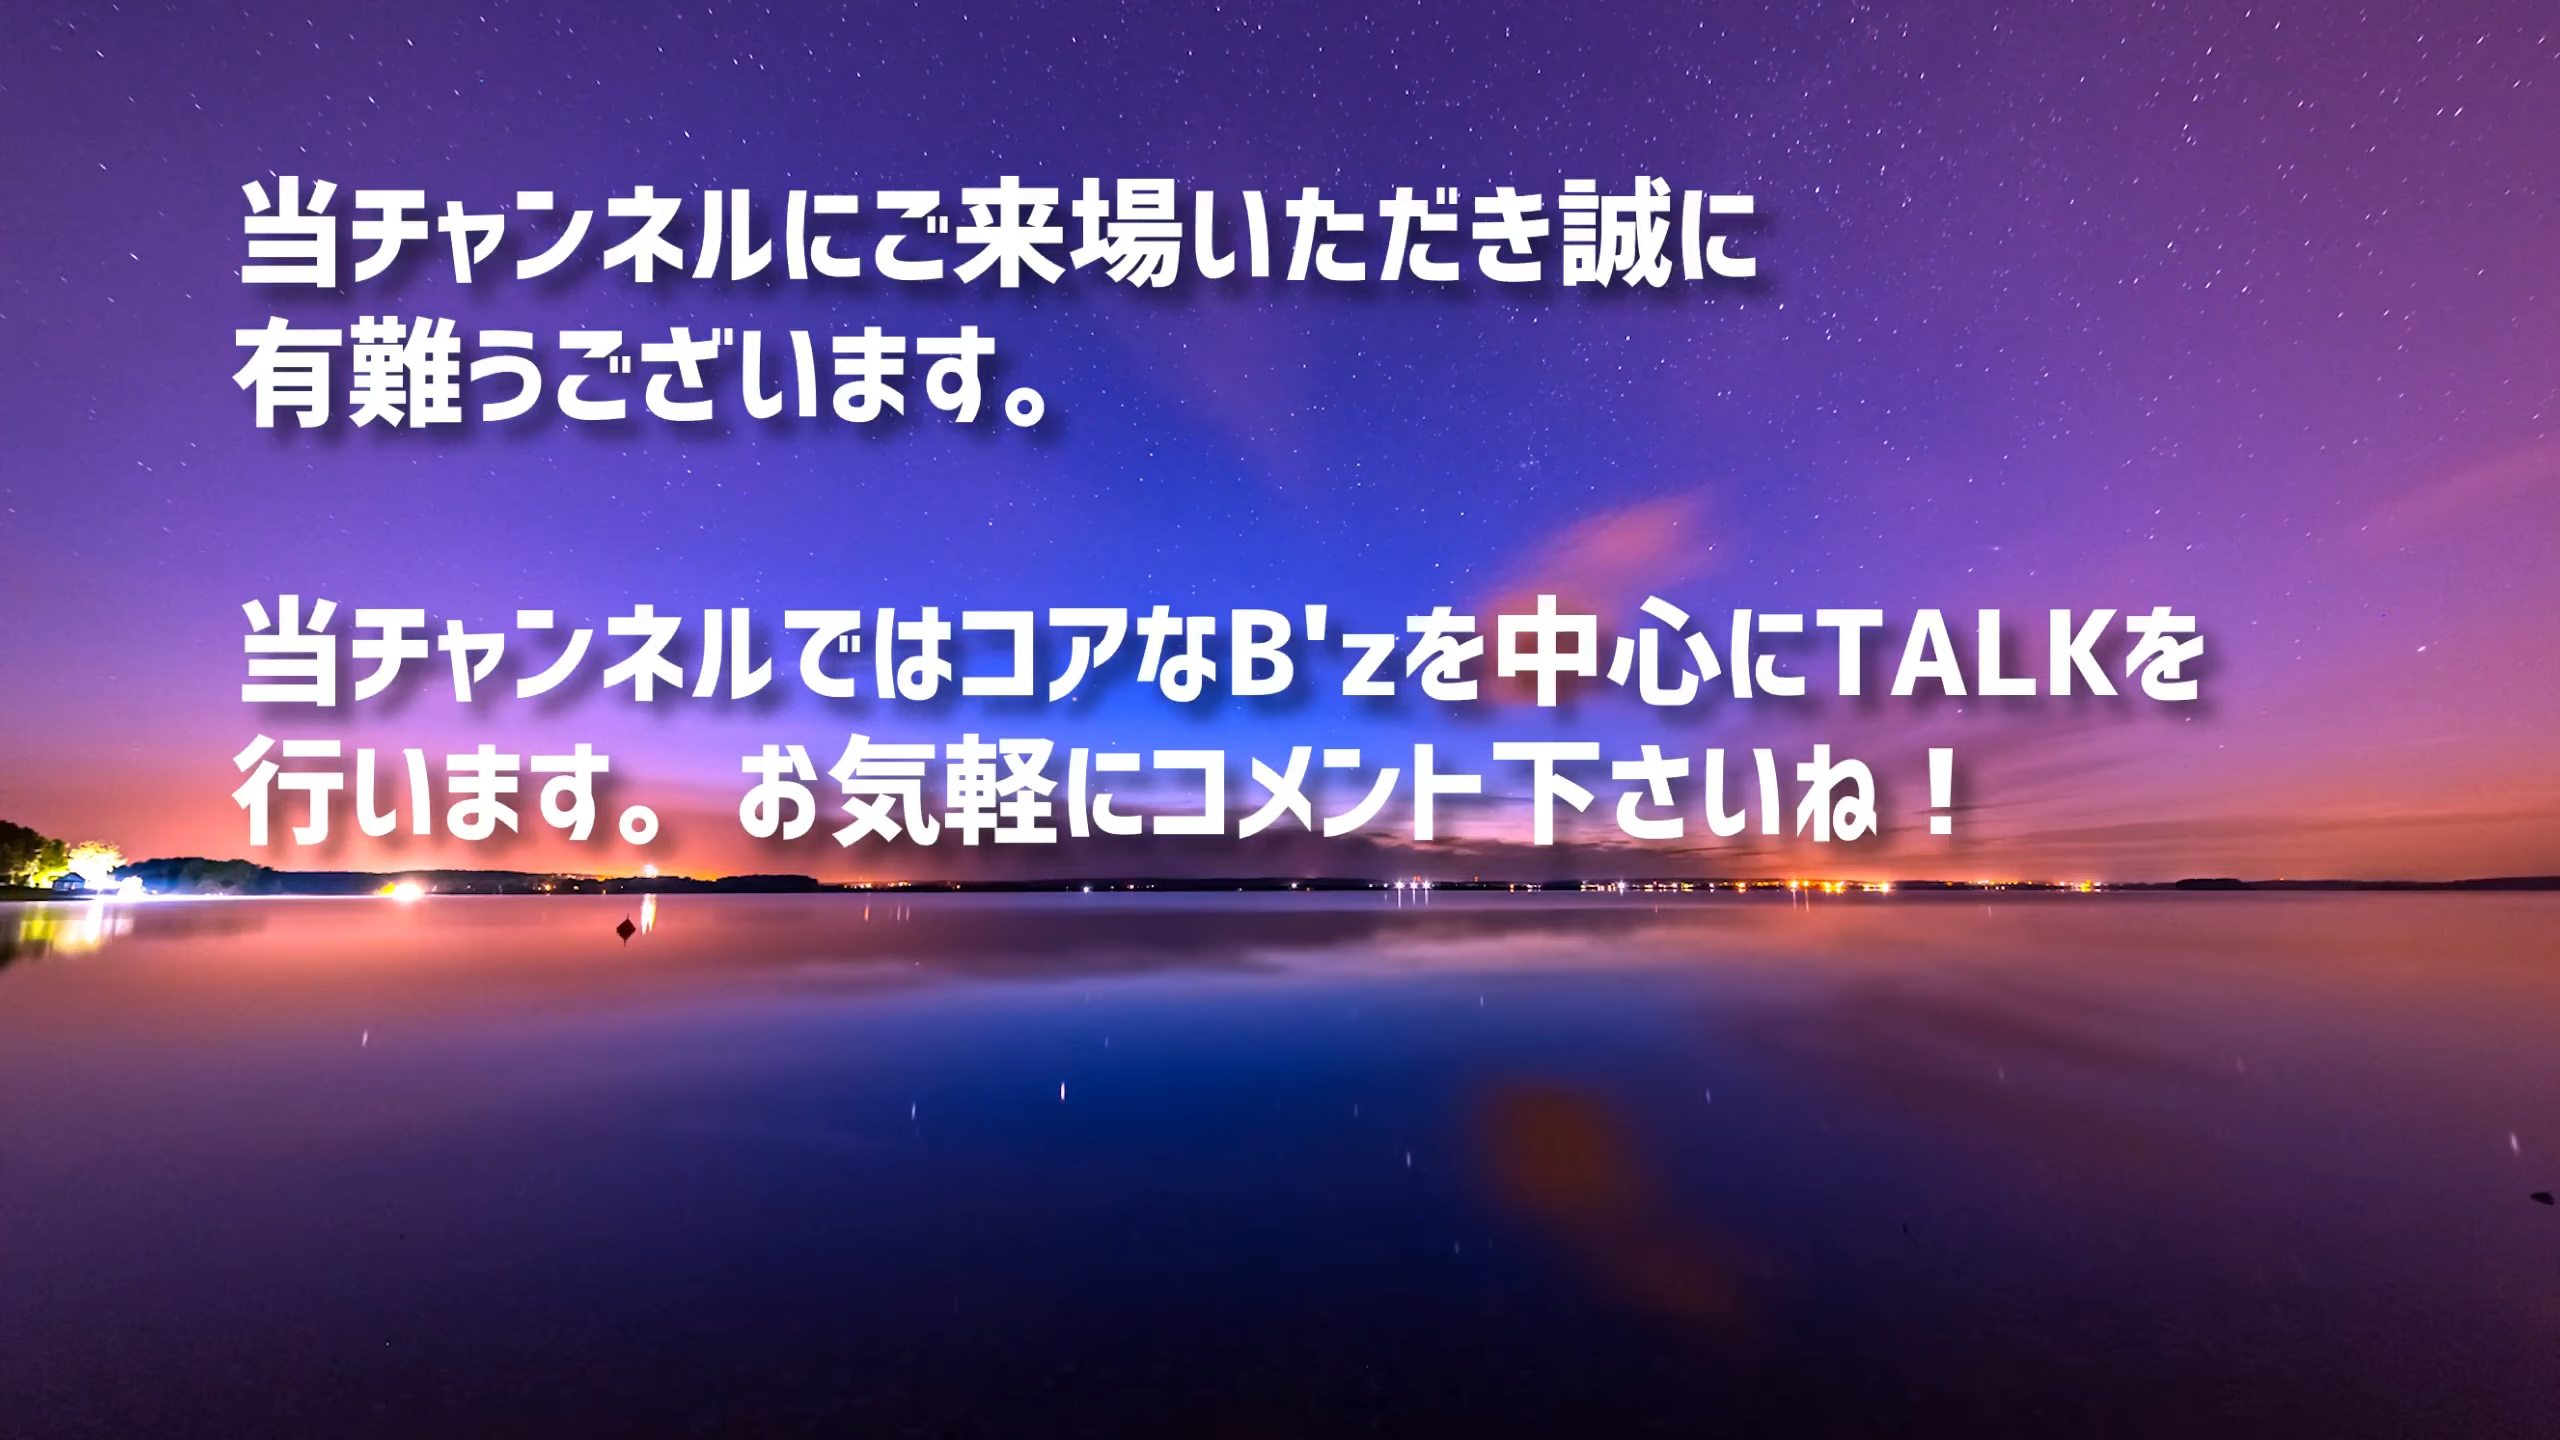 当チャンネルにご来場いただき誠に
有難うございます。
当チャンネルではコアなB'zを中心にTALKを
行います。お気軽にコメント下さいね！